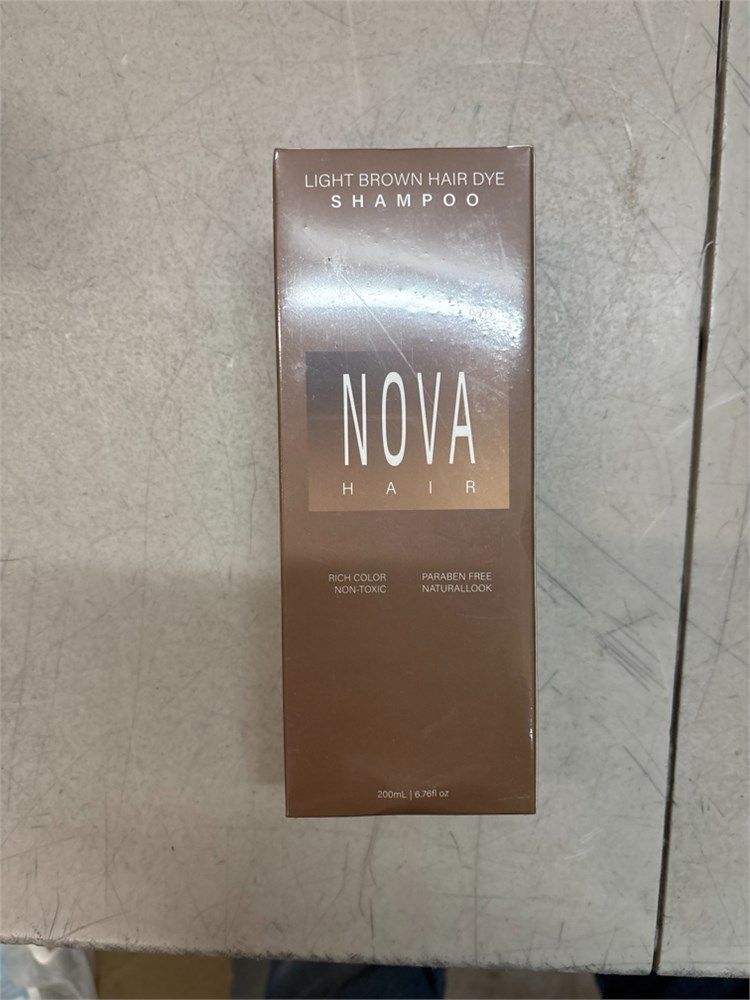 LIGHT BROWN HAIR DYE
SHAMPOO
NOVA
HAIR
RICH COLOR
NON-TOXIC
PARABEN FREE
NATURALLOOK
200mL | 6.76fl oz